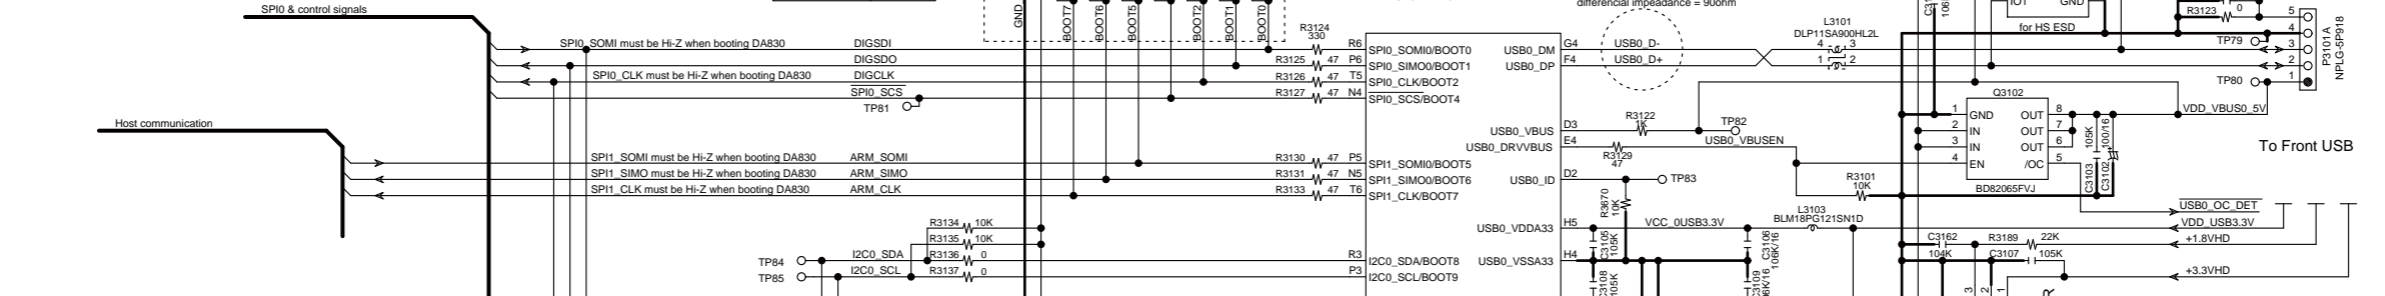 differencial impeadance = 90ohm
SPI0 & control signals
GND
BOOT7
BOOT6
BOOT5
BOOT2
BOOT1
BOOT0
R3124
330
L3101
DLP11SA900HL2L
for HS ESD
GND
R3123 0
5
4
3
2
1
P3101A
NPLG-5P918
TP79
TP80
SPI0_SOMI must be Hi-Z when booting DA830 DIGSDI
R6 SPI0_SOMI0/BOOT0
USB0_DM G4 USB0_D-
4 3
DIGSDO
R3125 47 P6 SPI0_SIMO0/BOOT1
USB0_DP F4 USB0_D+
1 2
SPI0_CLK must be Hi-Z when booting DA830 DIGCLK
R3126 47 T5 SPI0_CLK/BOOT2
SPI0_SCS
R3127 47 N4 SPI0_SCS/BOOT4
TP81
Q3102
1 GND OUT 8
2 IN OUT 7
3 IN OUT 6
4 EN /OC 5
BD82065FVJ
VDD_VBUS0_5V
C3103 105K
C3102 100/16
To Front USB
Host communication
R3122
1K
TP82
USB0_VBUS D3
USB0_DRVVBUS E4
USB0_VBUSEN
R3129
47
SPI1_SOMI must be Hi-Z when booting DA830 ARM_SOMI
R3130 47 P5 SPI1_SOMI0/BOOT5
SPI1_SIMO must be Hi-Z when booting DA830 ARM_SIMO
R3131 47 N5 SPI1_SIMO0/BOOT6
USB0_ID D2
TP83
SPI1_CLK must be Hi-Z when booting DA830 ARM_CLK
R3133 47 T6 SPI1_CLK/BOOT7
R3670
10K
R3101
10K
USB0_OC_DET
VDD_USB3.3V
+1.8VHD
+3.3VHD
R3134 10K
R3135 10K
USB0_VDDA33 H5 VCC_0USB3.3V
L3103
BLM18PG121SN1D
C3105
105K
C3106
106K/16
C3162
104K
R3189 22K
C3107 105K
TP84 I2C0_SDA R3136 0
R3 I2C0_SDA/BOOT8
USB0_VSSA33 H4
TP85 I2C0_SCL R3137 0
P3 I2C0_SCL/BOOT9
C3108
105K
C3109
3
2
1